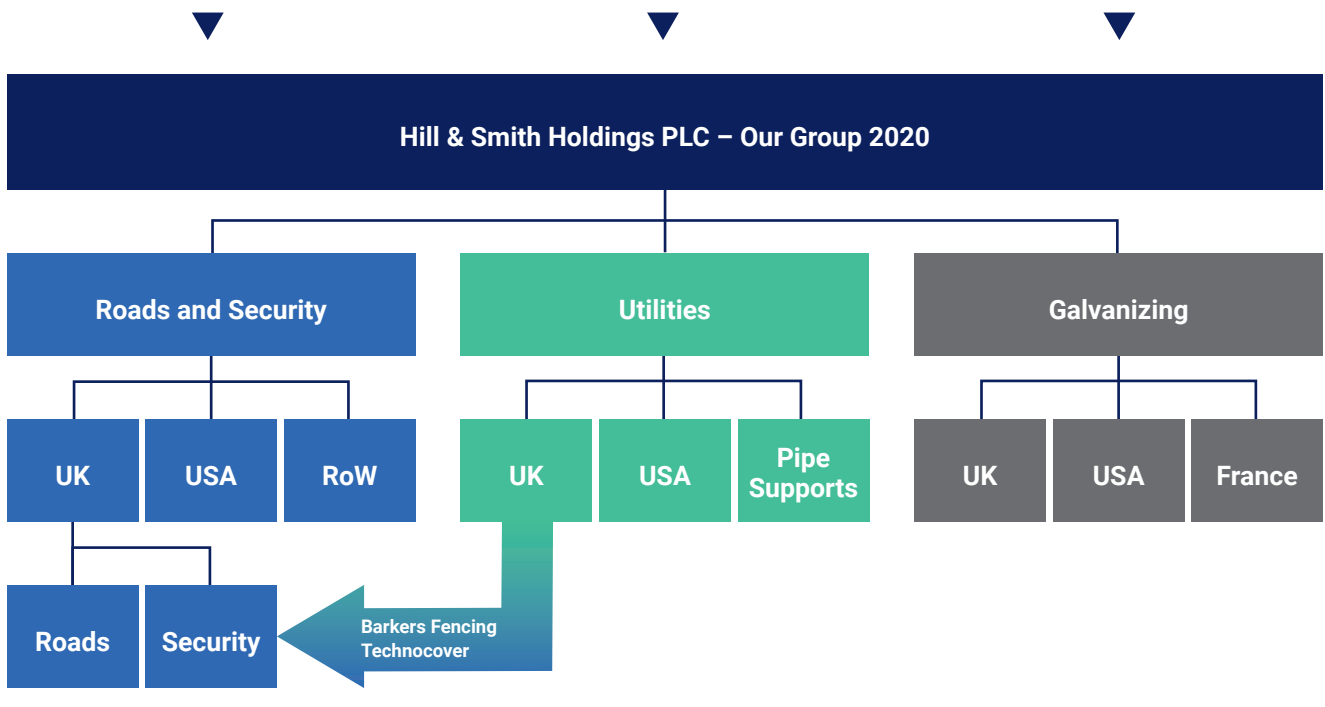 Hill & Smith Holdings PLC – Our Group 2020
Roads and Security
Utilities
Galvanizing
UK
USA
RoW
UK
USA
Pipe
Supports
UK
USA
France
Roads
Security
Barkers Fencing
Technocover